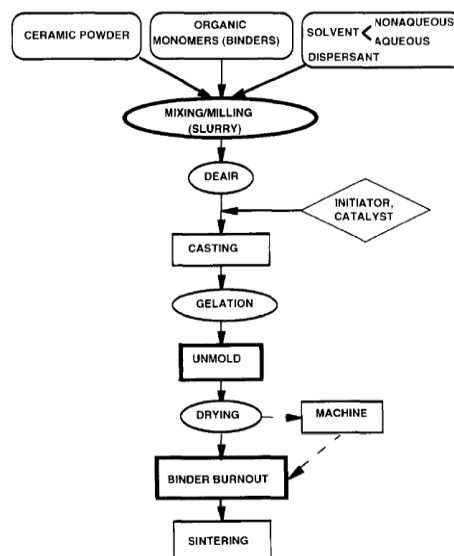 CERAMIC POWDER
ORGANIC
MONOMERS (BINDERS)
SOLVENT < NONAQUEOUS
AQUEOUS
DISPERSANT
MIXING/MILLING
(SLURRY)
DEAIR
INITIATOR,
CATALYST
CASTING
GELATION
UNMOLD
DRYING
MACHINE
BINDER BURNOUT
SINTERING